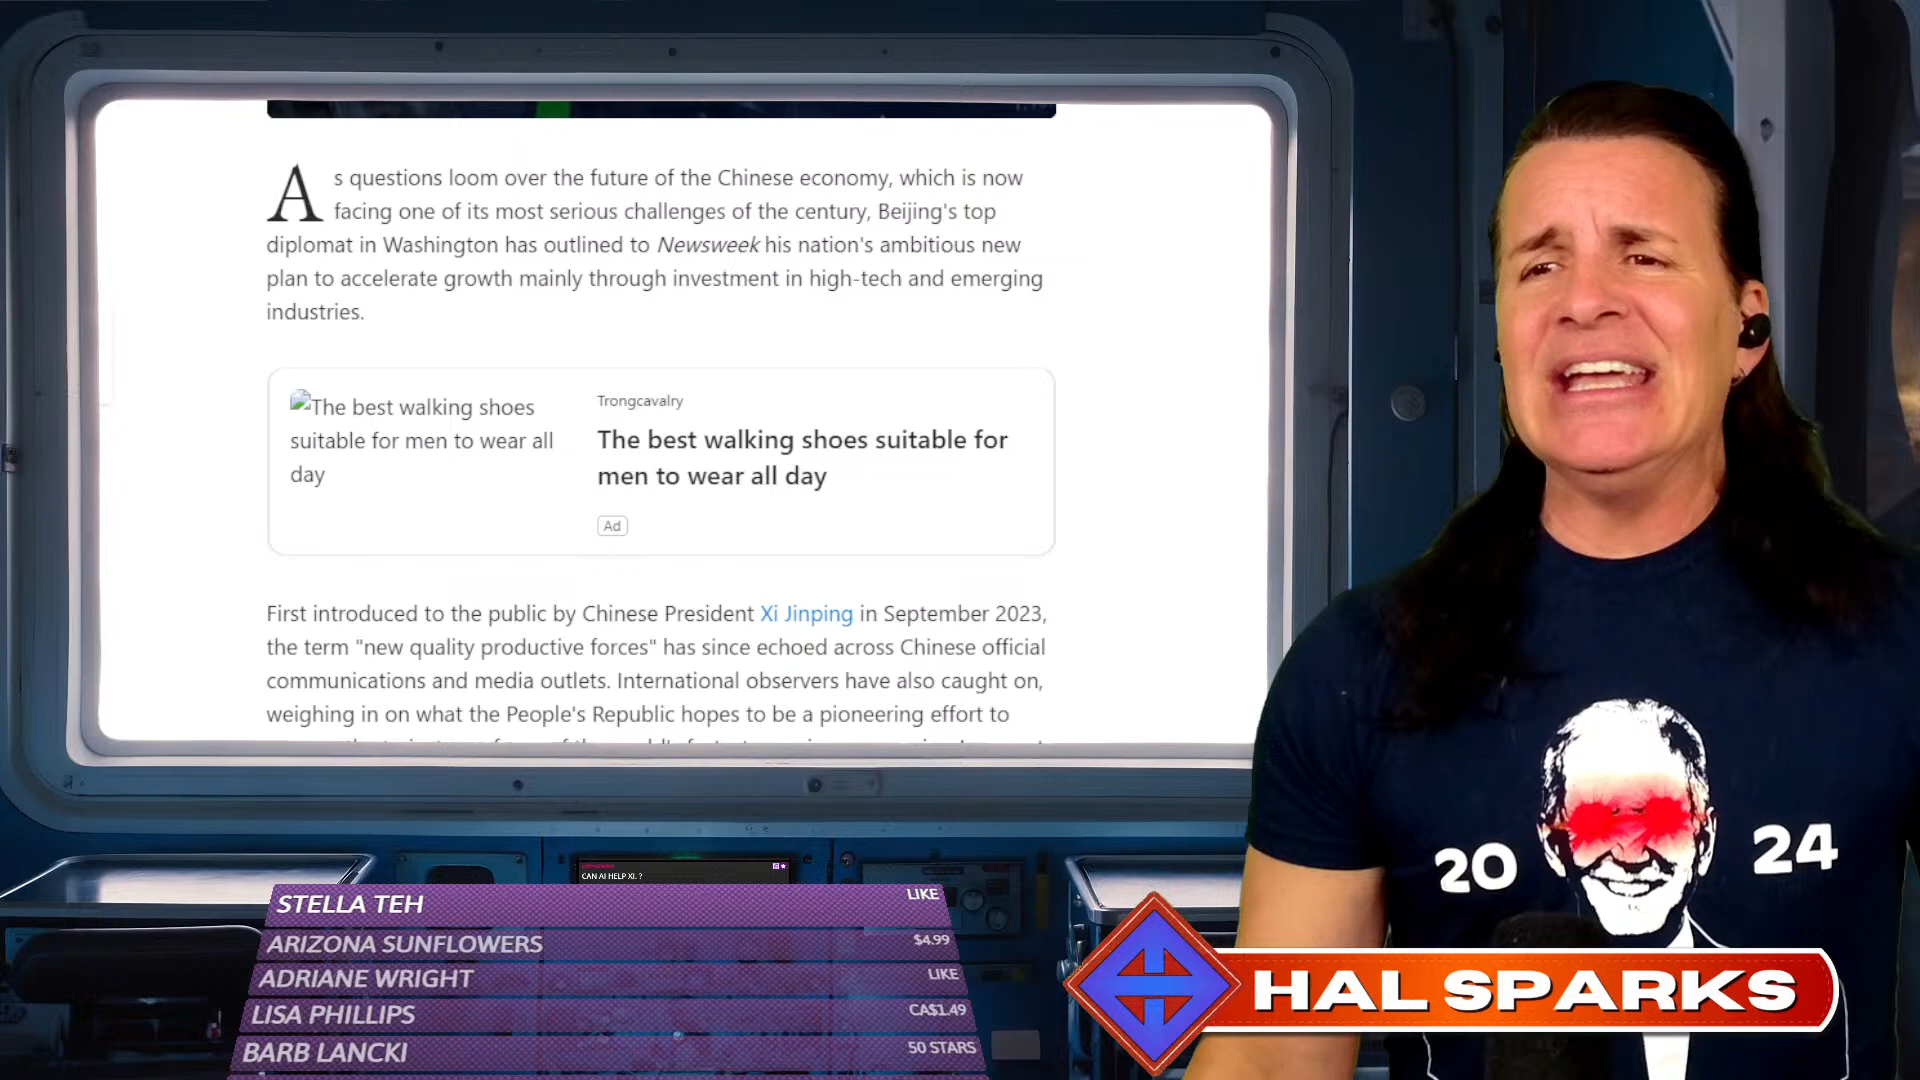 As questions loom over the future of the Chinese economy, which is now
facing one of its most serious challenges of the century, Beijing's top
diplomat in Washington has outlined to Newsweek his nation's ambitious new
plan to accelerate growth mainly through investment in high-tech and emerging
industries.
The best walking shoes
suitable for men to wear all
day
Trongcavalry
The best walking shoes suitable for
men to wear all day
Ad
First introduced to the public by Chinese President Xi Jinping in September 2023,
the term "new quality productive forces" has since echoed across Chinese official
communications and media outlets. International observers have also caught on,
weighing in on what the People's Republic hopes to be a pioneering effort to
CAN AI HELP XI. ?
STELLA TEH LIKE
ARIZONA SUNFLOWERS $4.99
ADRIANE WRIGHT LIKE
LISA PHILLIPS CA$1.49
BARB LANCKI 50 STARS
20 24
HAL SPARKS